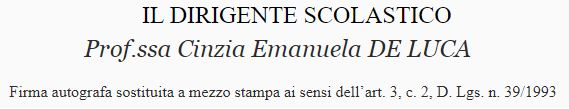 IL DIRIGENTE SCOLASTICO
Prof.ssa Cinzia Emanuela DE LUCA
Firma autografa sostituita a mezzo stampa ai sensi dell’art. 3, c. 2, D. Lgs. n. 39/1993